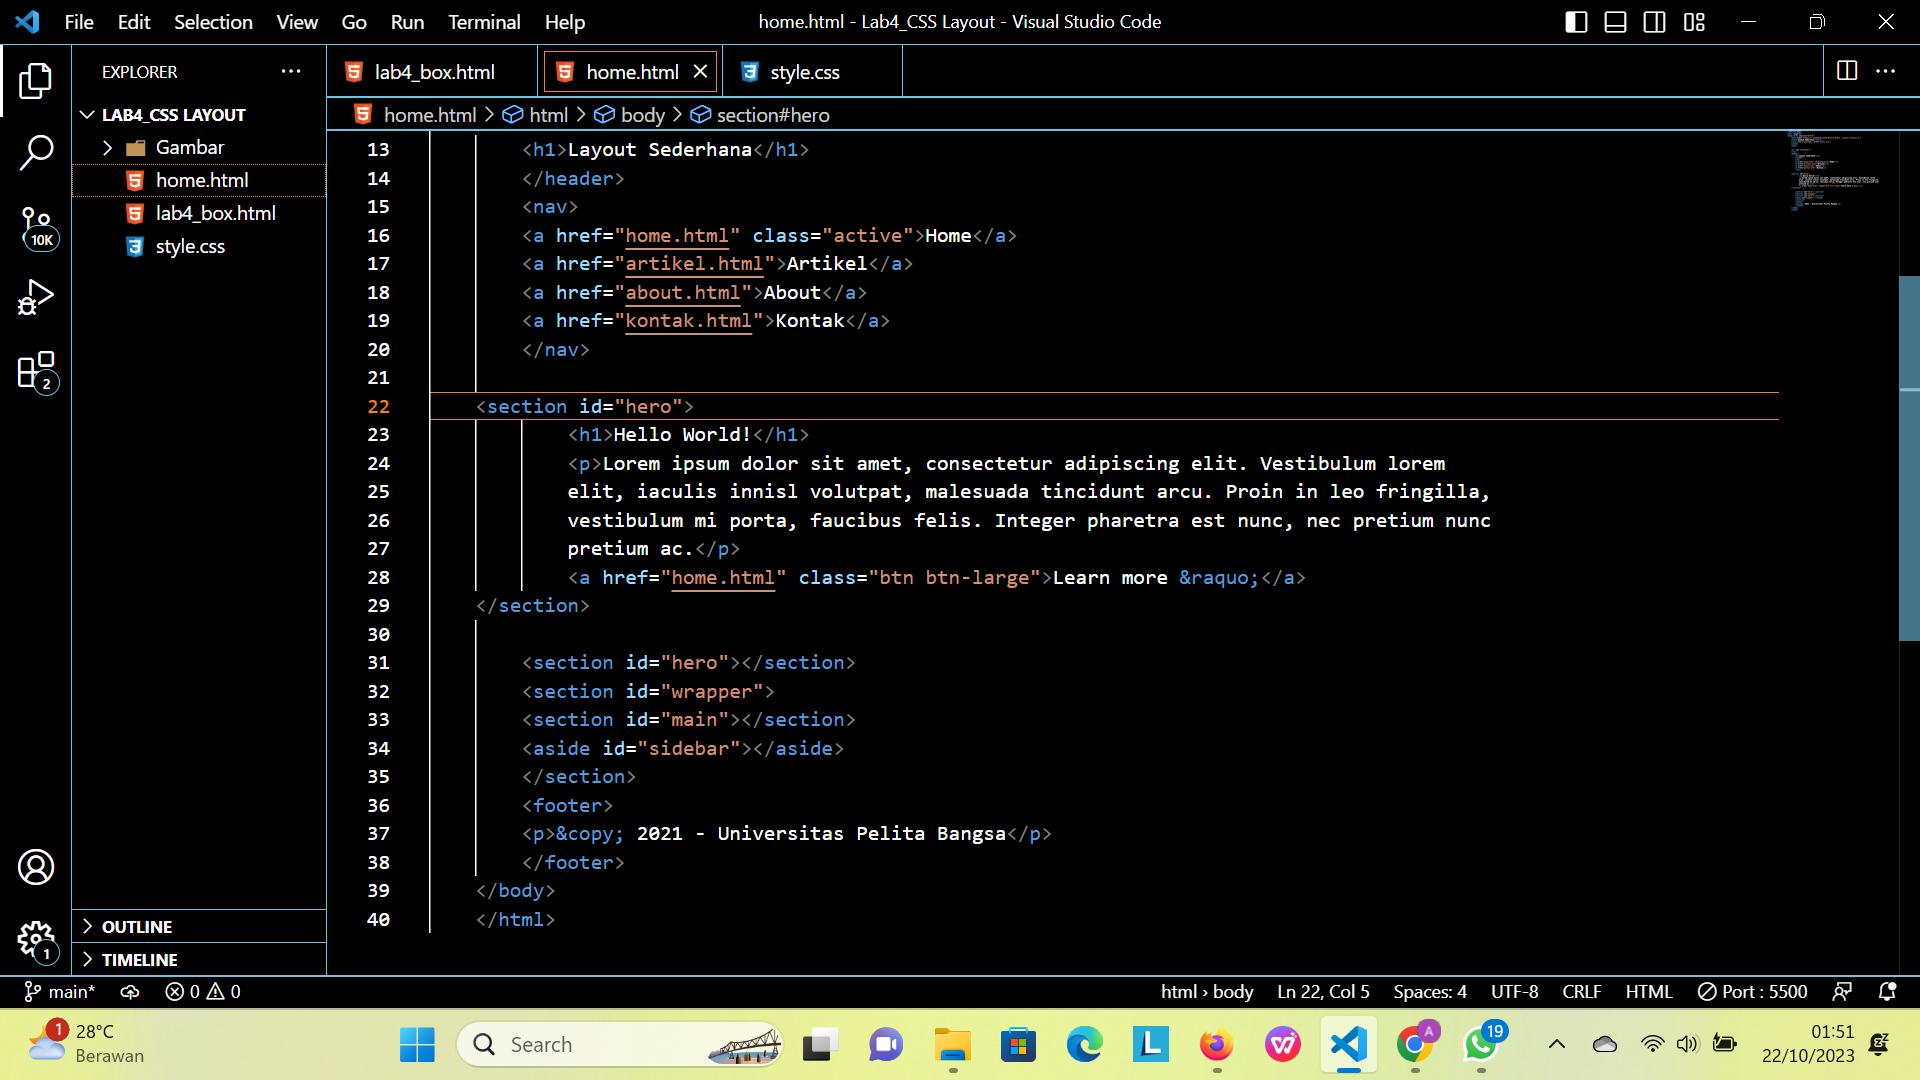 File Edit Selection View Go Run Terminal Help
home.html - Lab4_CSS Layout - Visual Studio Code
EXPLORER
LAB4_CSS LAYOUT
Gambar
home.html
lab4_box.html
style.css
10K
2
1
OUTLINE
TIMELINE
lab4_box.html
home.html
style.css
home.html > html > body > section#hero
13 <h1>Layout Sederhana</h1>
14 </header>
15 <nav>
16 <a href="home.html" class="active">Home</a>
17 <a href="artikel.html">Artikel</a>
18 <a href="about.html">About</a>
19 <a href="kontak.html">Kontak</a>
20 </nav>
21
22 <section id="hero">
23 <h1>Hello World!</h1>
24 <p>Lorem ipsum dolor sit amet, consectetur adipiscing elit. Vestibulum lorem
25 elit, iaculis innisl volutpat, malesuada tincidunt arcu. Proin in leo fringilla,
26 vestibulum mi porta, faucibus felis. Integer pharetra est nunc, nec pretium nunc
27 pretium ac.</p>
28 <a href="home.html" class="btn btn-large">Learn more &raquo;</a>
29 </section>
30
31 <section id="hero"></section>
32 <section id="wrapper">
33 <section id="main"></section>
34 <aside id="sidebar"></aside>
35 </section>
36 <footer>
37 <p>&copy; 2021 - Universitas Pelita Bangsa</p>
38 </footer>
39 </body>
40 </html>
main* 0 0
html › body Ln 22, Col 5 Spaces: 4 UTF-8 CRLF HTML Port : 5500
1
28°C
Berawan
Search
L
A
19
01:51
22/10/2023